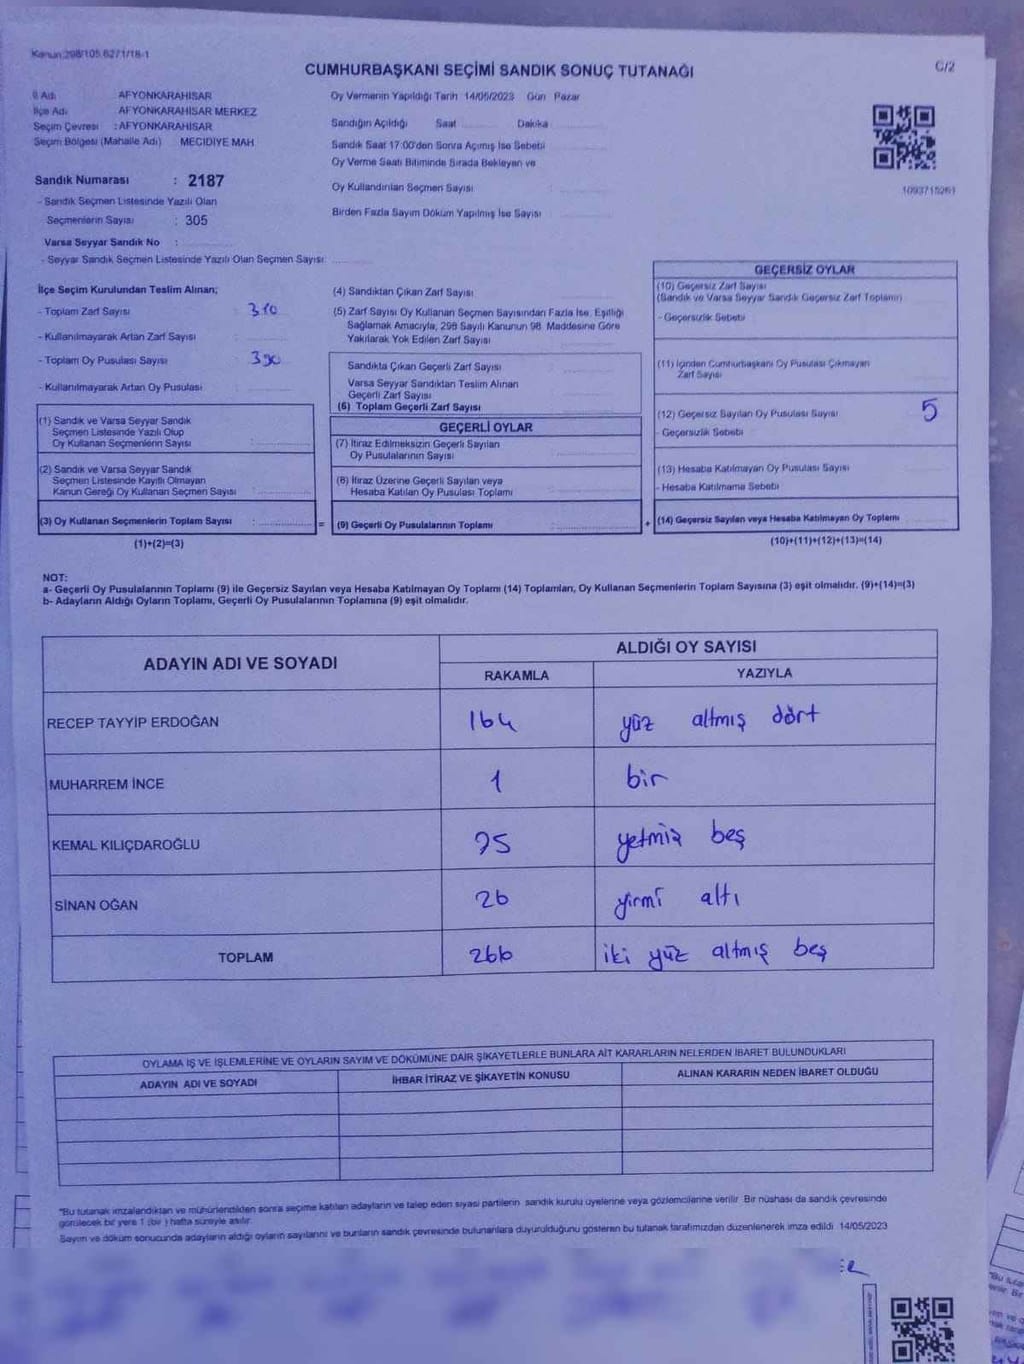 Kanun:298/105.62/1/18-1
C/2
CUMHURBAŞKANI SEÇİMİ SANDIK SONUÇ TUTANAĞI
İl Adı AFYONKARAHİSAR
İlçe Adı AFYONKARAHİSAR MERKEZ
Seçim Çevresi : AFYONKARAHİSAR
Seçim Bölgesi (Mahalle Adı) MECİDİYE MAH
Sandık Numarası : 2187
- Sandık Seçmen Listesinde Yazılı Olan
Seçmenlerin Sayısı : 305
Varsa Seyyar Sandık No :
- Seyyar Sandık Seçmen Listesinde Yazılı Olan Seçmen Sayısı:
Oy Vermenin Yapıldığı Tarih 14/05/2023 Gün Pazar
Sandığın Açıldığı Saat Dakika
Sandık Saat 17:00'den Sonra Açımış İse Sebebi
Oy Verme Saati Bitiminde Sırada Bekleyen ve
Oy Kullandırılan Seçmen Sayısı
Birden Fazla Sayım Döküm Yapılmış İse Sayısı
1093715261
İlçe Seçim Kurulundan Teslim Alınan;
- Toplam Zarf Sayısı : 310
- Kullanılmayarak Artan Zarf Sayısı :
- Toplam Oy Pusulası Sayısı : 390
- Kullanılmayarak Artan Oy Pusulası :
(1) Sandık ve Varsa Seyyar Sandık
Seçmen Listesinde Yazılı Olup
Oy Kullanan Seçmenlerin Sayısı :
(2) Sandık ve Varsa Seyyar Sandık
Seçmen Listesinde Kayıtlı Olmayan
Kanun Gereği Oy Kullanan Seçmen Sayısı :
(3) Oy Kullanan Seçmenlerin Toplam Sayısı : =
(1)+(2)=(3)
(4) Sandıktan Çıkan Zarf Sayısı
(5) Zarf Sayısı Oy Kullanan Seçmen Sayısından Fazla İse, Eşitliği
Sağlamak Amacıyla, 298 Sayılı Kanunun 98. Maddesine Göre
Yakılarak Yok Edilen Zarf Sayısı
Sandıkta Çıkan Geçerli Zarf Sayısı
Varsa Seyyar Sandıktan Teslim Alınan
Geçerli Zarf Sayısı
(6) Toplam Geçerli Zarf Sayısı
GEÇERLİ OYLAR
(7) İtiraz Edilmeksizin Geçerli Sayılan
Oy Pusulalarının Sayısı
(8) İtiraz Üzerine Geçerli Sayılan veya
Hesaba Katılan Oy Pusulası Toplamı
(9) Geçerli Oy Pusulalarının Toplamı +
GEÇERSİZ OYLAR
(10) Geçersiz Zarf Sayısı
(Sandık ve Varsa Seyyar Sandık Geçersiz Zarf Toplamı)
- Geçersizlik Sebebi
(11) İçinden Cumhurbaşkanı Oy Pusulası Çıkmayan
Zarf Sayısı
(12) Geçersiz Sayılan Oy Pusulası Sayısı 5
- Geçersizlik Sebebi
(13) Hesaba Katılmayan Oy Pusulası Sayısı
- Hesaba Katılmama Sebebi
(14) Geçersiz Sayılan veya Hesaba Katılmayan Oy Toplamı
(10)+(11)+(12)+(13)=(14)
NOT:
a- Geçerli Oy Pusulalarının Toplamı (9) ile Geçersiz Sayılan veya Hesaba Katılmayan Oy Toplamı (14) Toplamları, Oy Kullanan Seçmenlerin Toplam Sayısına (3) eşit olmalıdır. (9)+(14)=(3)
b- Adayların Aldığı Oyların Toplamı, Geçerli Oy Pusulalarının Toplamına (9) eşit olmalıdır.
ADAYIN ADI VE SOYADI
ALDIĞI OY SAYISI
RAKAMLA YAZIYLA
RECEP TAYYİP ERDOĞAN 164 yüz altmış dört
MUHARREM İNCE 1 bir
KEMAL KILIÇDAROĞLU 75 yetmiş beş
SİNAN OĞAN 26 yirmi altı
TOPLAM 266 iki yüz altmış beş
OYLAMA İŞ VE İŞLEMLERİNE VE OYLARIN SAYIM VE DÖKÜMÜNE DAİR ŞİKAYETLERLE BUNLARA AİT KARARLARIN NELERDEN İBARET BULUNDUKLARI
ADAYIN ADI VE SOYADI İHBAR İTİRAZ VE ŞİKAYETİN KONUSU ALINAN KARARIN NEDEN İBARET OLDUĞU
"Bu tutanak imzalandıktan ve mühürlendikten sonra seçime katılan adayların ve talep eden siyasi partilerin sandık kurulu üyelerine veya gözlemcilerine verilir Bir nüshası da sandık çevresinde
görülecek bir yere 1 (bir) hafta süreyle asılır.
Sayım ve döküm sonucunda adayların aldığı oyların sayılarını ve bunların sandık çevresinde bulunanlara duyurulduğunu gösteren bu tutanak tarafımızdan düzenlenerek imza edildi 14/05/2023